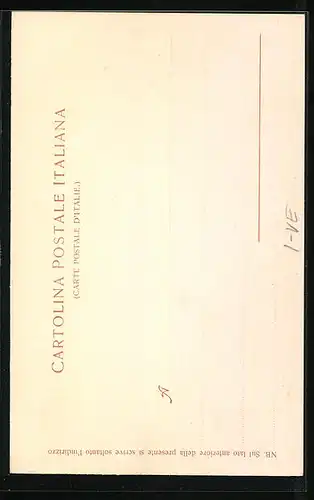 CARTOLINA POSTALE ITALIANA
(CARTE POSTALE D'ITALIE.)
A
NB. Sul lato anteriore della presente si scrive soltanto l'indirizzo
I-VE